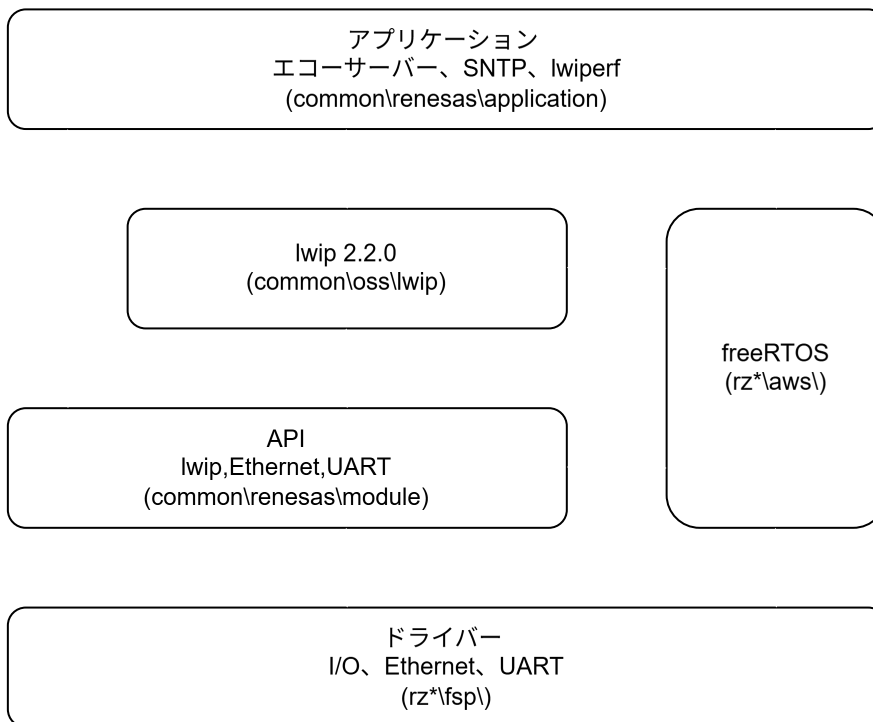 アプリケーション
エコーサーバー、SNTP、lwiperf
(common\renesas\application)
lwip 2.2.0
(common\oss\lwip)
freeRTOS
(rz*\aws\)
API
lwip,Ethernet,UART
(common\renesas\module)
ドライバー
I/O、Ethernet、UART
(rz*\fsp\)